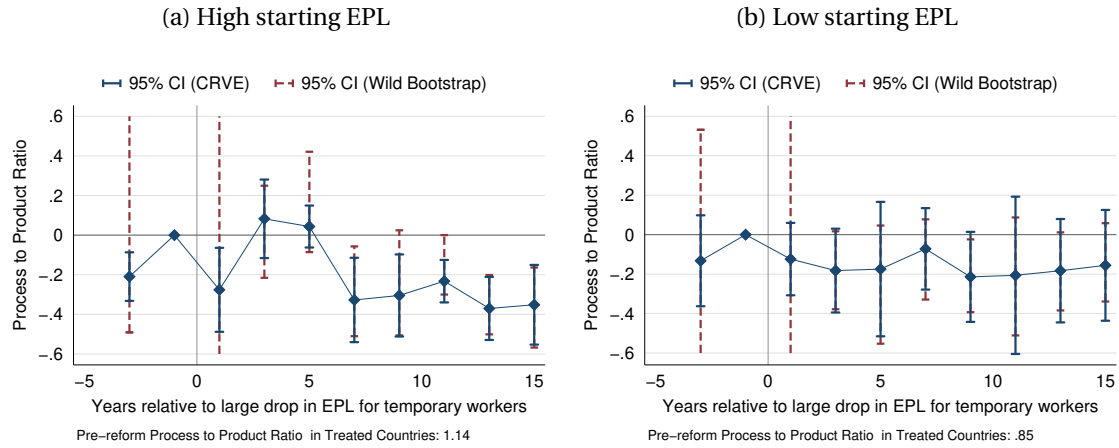 (a) High starting EPL
95% CI (CRVE) 95% CI (Wild Bootstrap)
Process to Product Ratio
.6
.4
.2
0
−.2
−.4
−.6
−5 0 5 10 15
Years relative to large drop in EPL for temporary workers
Pre−reform Process to Product Ratio in Treated Countries: 1.14
(b) Low starting EPL
95% CI (CRVE) 95% CI (Wild Bootstrap)
Process to Product Ratio
.6
.4
.2
0
−.2
−.4
−.6
−5 0 5 10 15
Years relative to large drop in EPL for temporary workers
Pre−reform Process to Product Ratio in Treated Countries: .85